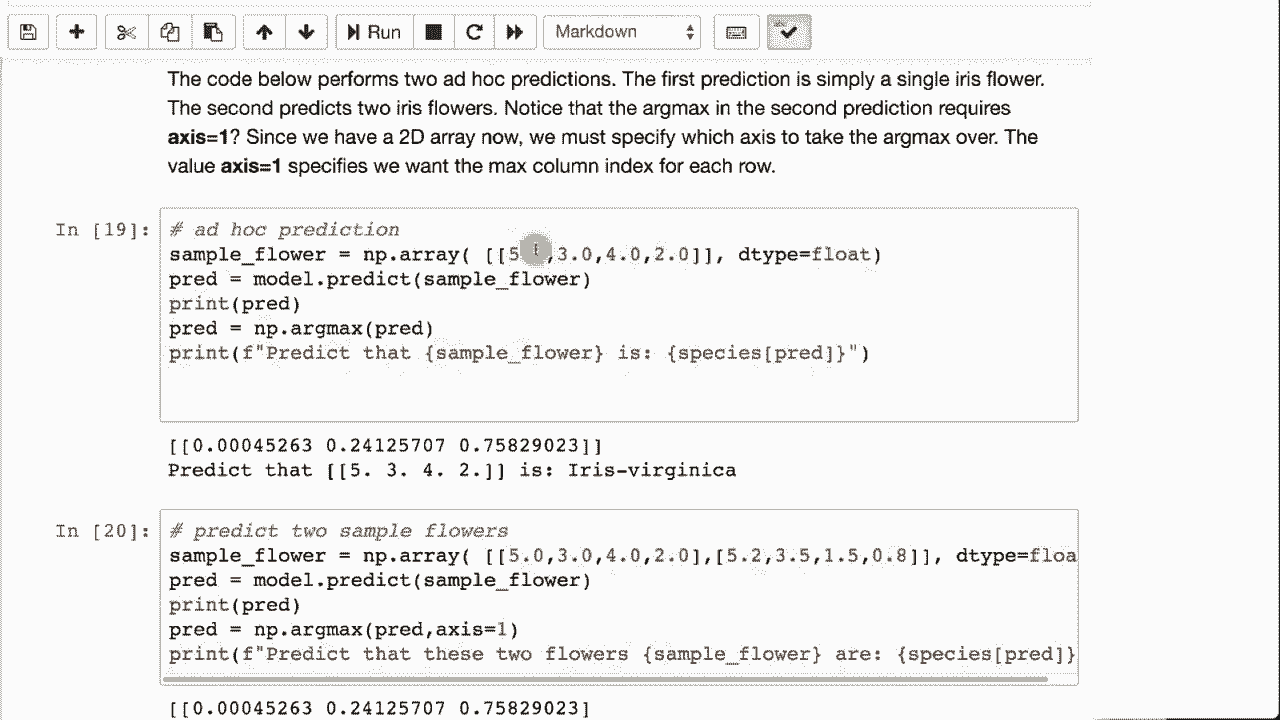 Run
Markdown
The code below performs two ad hoc predictions. The first prediction is simply a single iris flower.
The second predicts two iris flowers. Notice that the argmax in the second prediction requires
axis=1? Since we have a 2D array now, we must specify which axis to take the argmax over. The
value axis=1 specifies we want the max column index for each row.
In [19]:
# ad hoc prediction
sample_flower = np.array( [[5 ,3.0,4.0,2.0]], dtype=float)
pred = model.predict(sample_flower)
print(pred)
pred = np.argmax(pred)
print(f"Predict that {sample_flower} is: {species[pred]}")
[[0.00045263 0.24125707 0.75829023]]
Predict that [[5. 3. 4. 2.]] is: Iris-virginica
In [20]:
# predict two sample flowers
sample_flower = np.array( [[5.0,3.0,4.0,2.0],[5.2,3.5,1.5,0.8]], dtype=floa
pred = model.predict(sample_flower)
print(pred)
pred = np.argmax(pred,axis=1)
print(f"Predict that these two flowers {sample_flower} are: {species[pred]}
[[0.00045263 0.24125707 0.75829023]